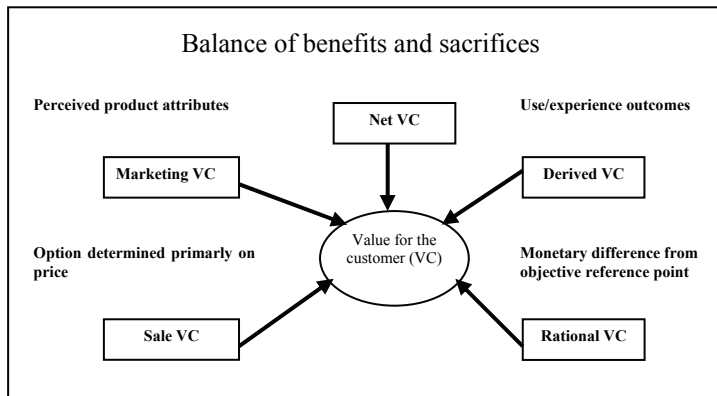 Balance of benefits and sacrifices
Perceived product attributes
Net VC
Use/experience outcomes
Marketing VC
Derived VC
Value for the
customer (VC)
Option determined primarly on
price
Monetary difference from
objective reference point
Sale VC
Rational VC